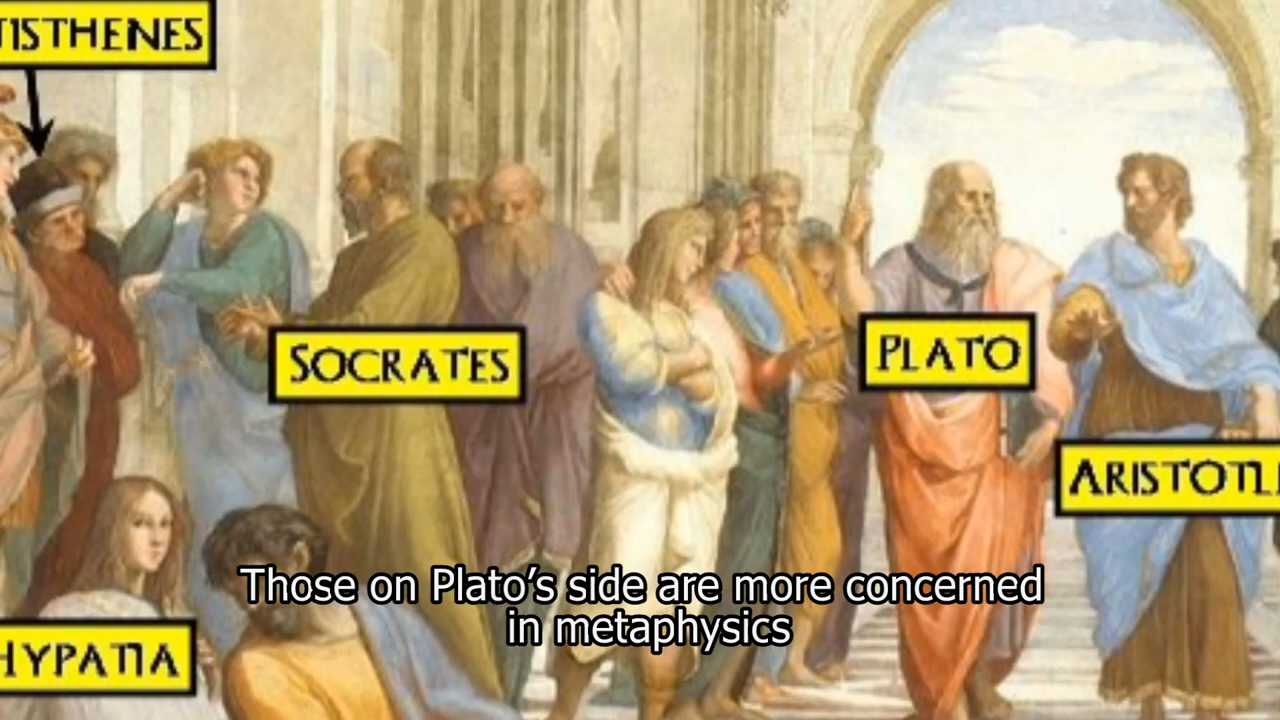 TISTHENES
SOCRATES
PLATO
ARISTOTL
HYPATIA
Those on Plato's side are more concerned
in metaphysics